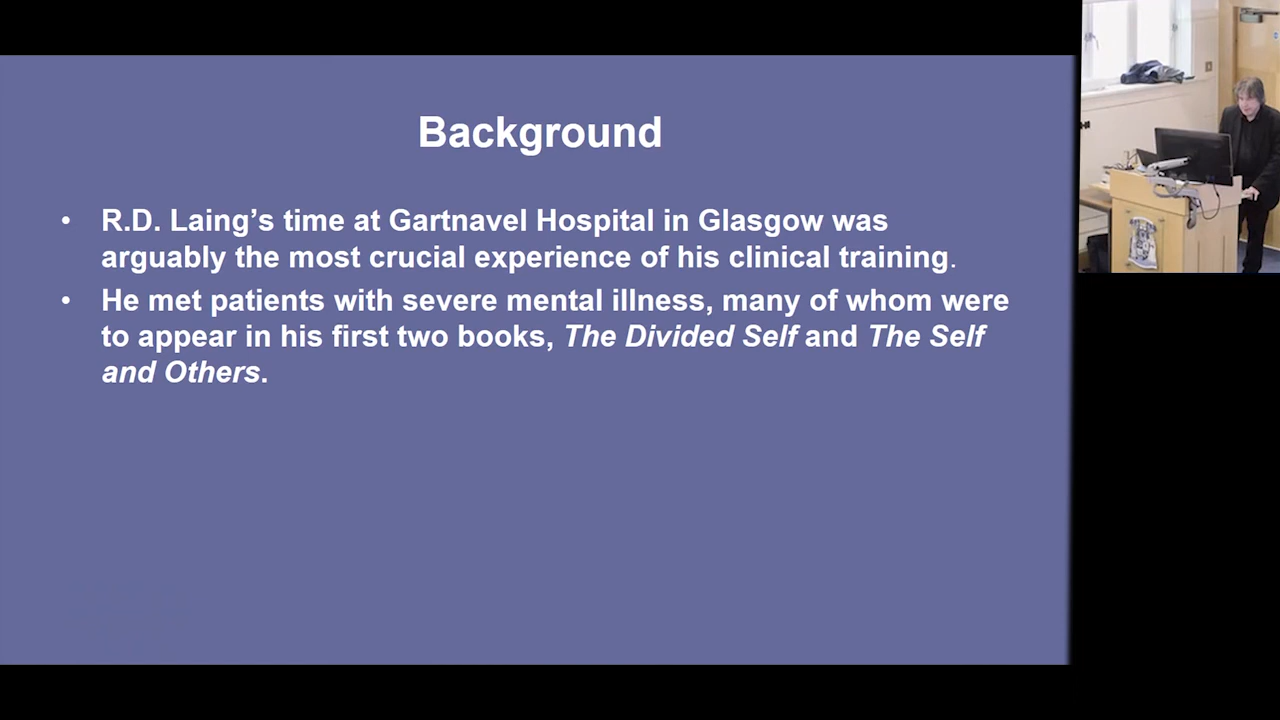 Background
• R.D. Laing’s time at Gartnavel Hospital in Glasgow was
arguably the most crucial experience of his clinical training.
• He met patients with severe mental illness, many of whom were
to appear in his first two books, The Divided Self and The Self
and Others.